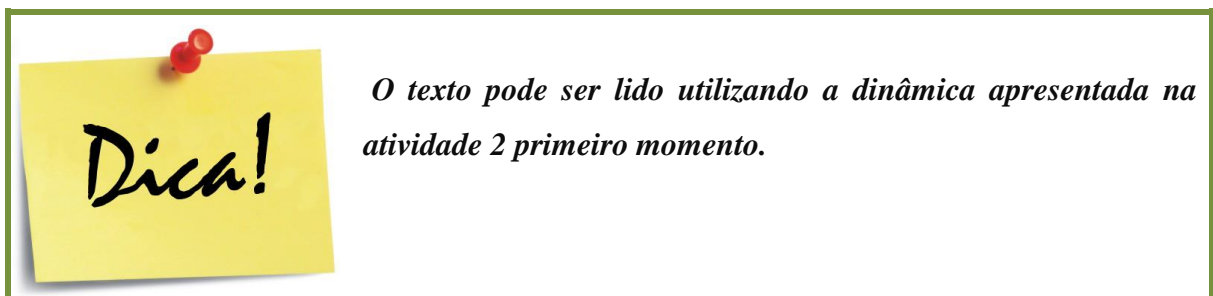 Dica!
O texto pode ser lido utilizando a dinâmica apresentada na
atividade 2 primeiro momento.